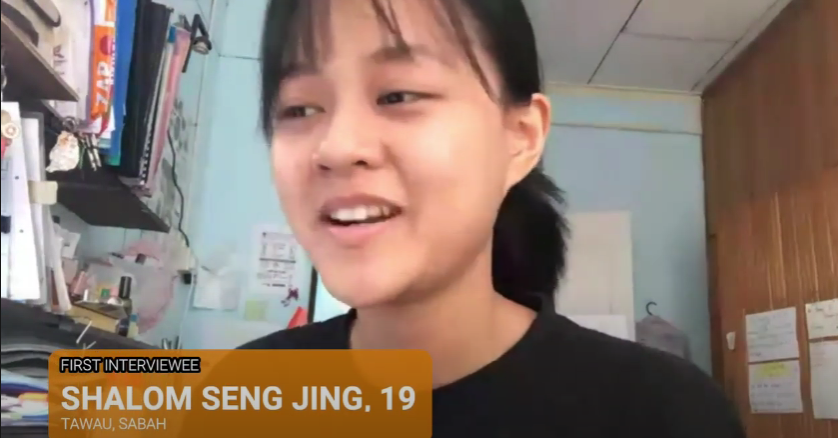 FIRST INTERVIEWEE
SHALOM SENG JING, 19
TAWAU, SABAH